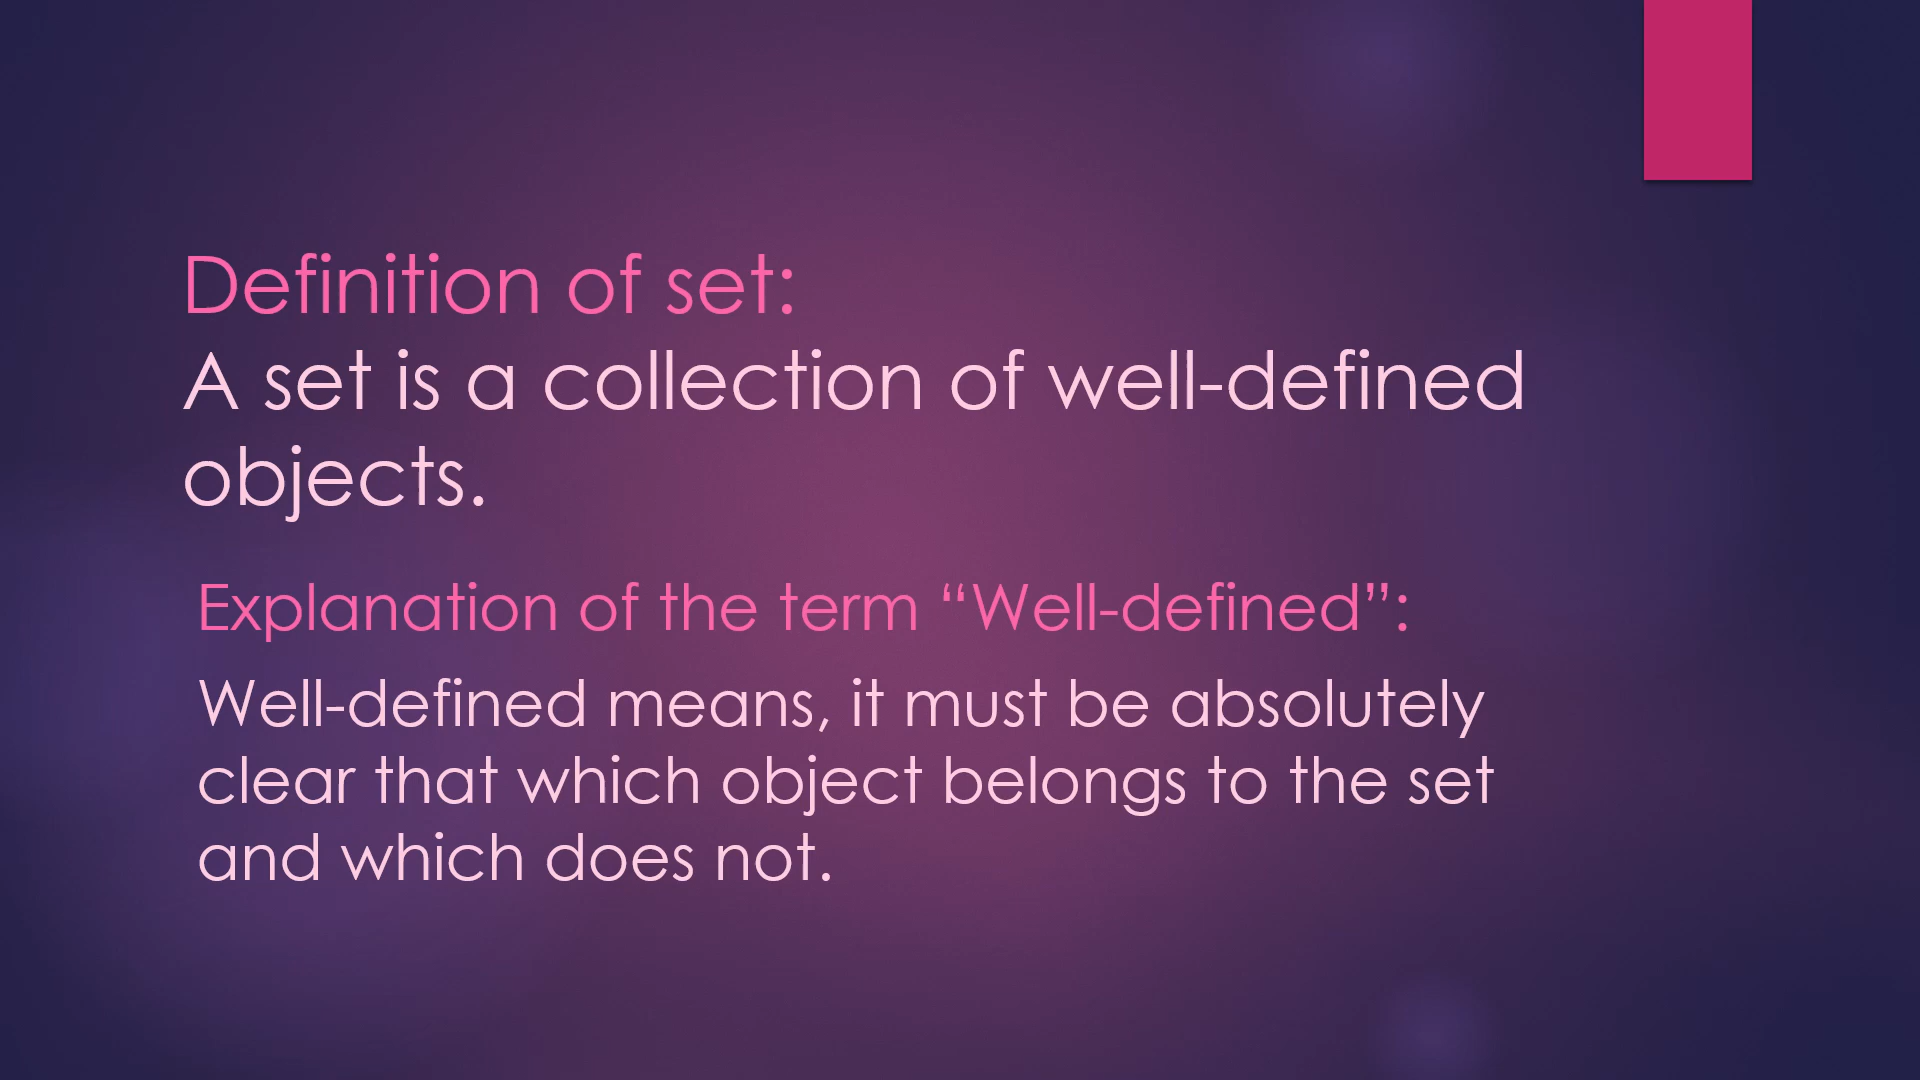 Definition of set:
A set is a collection of well-defined
objects.
Explanation of the term “Well-defined”:
Well-defined means, it must be absolutely
clear that which object belongs to the set
and which does not.